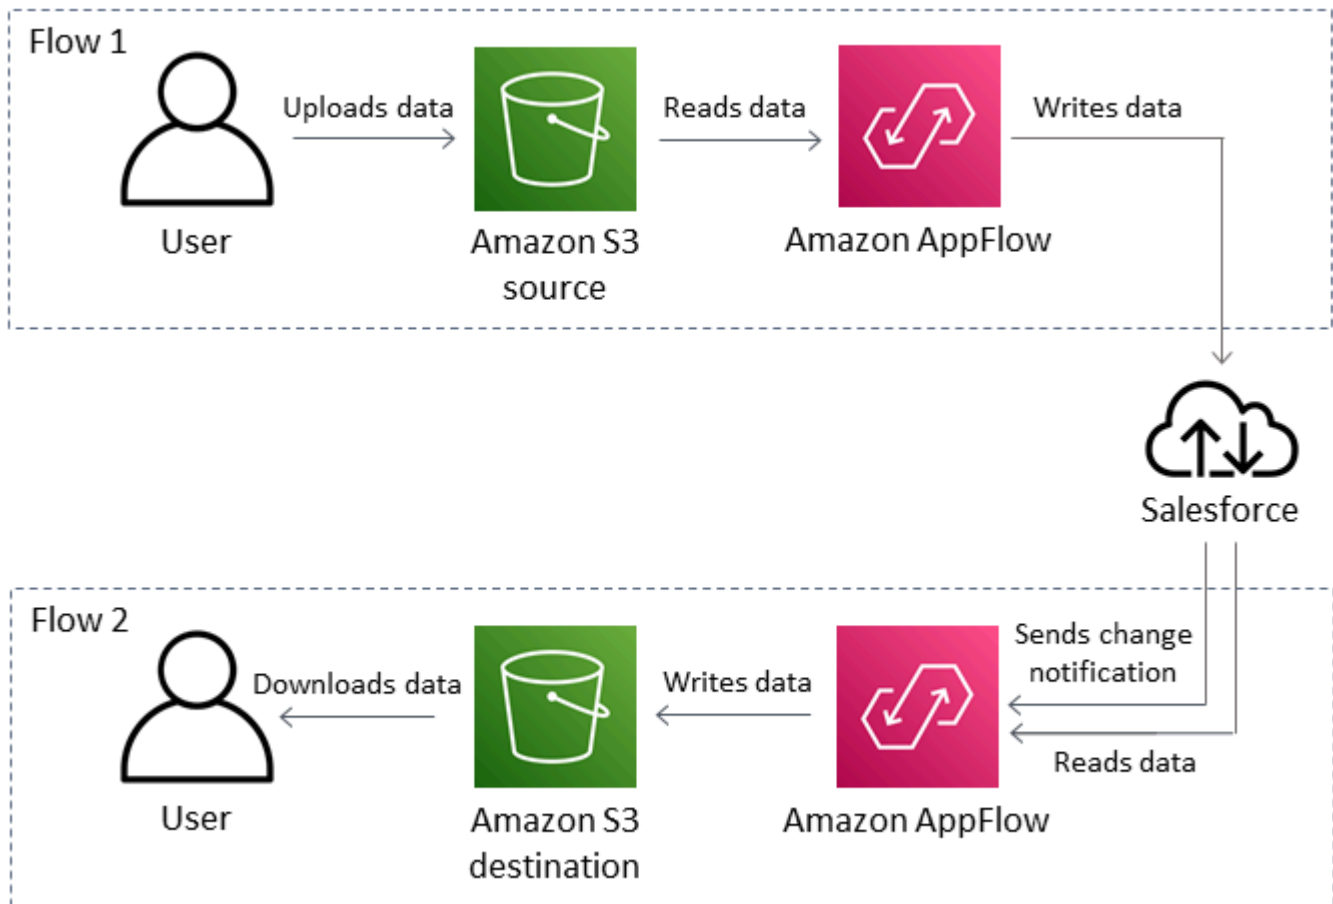 Flow 1
Uploads data
Reads data
Writes data
User
Amazon S3
source
Amazon AppFlow
Salesforce
Flow 2
Downloads data
Writes data
Sends change
notification
Reads data
User
Amazon S3
destination
Amazon AppFlow